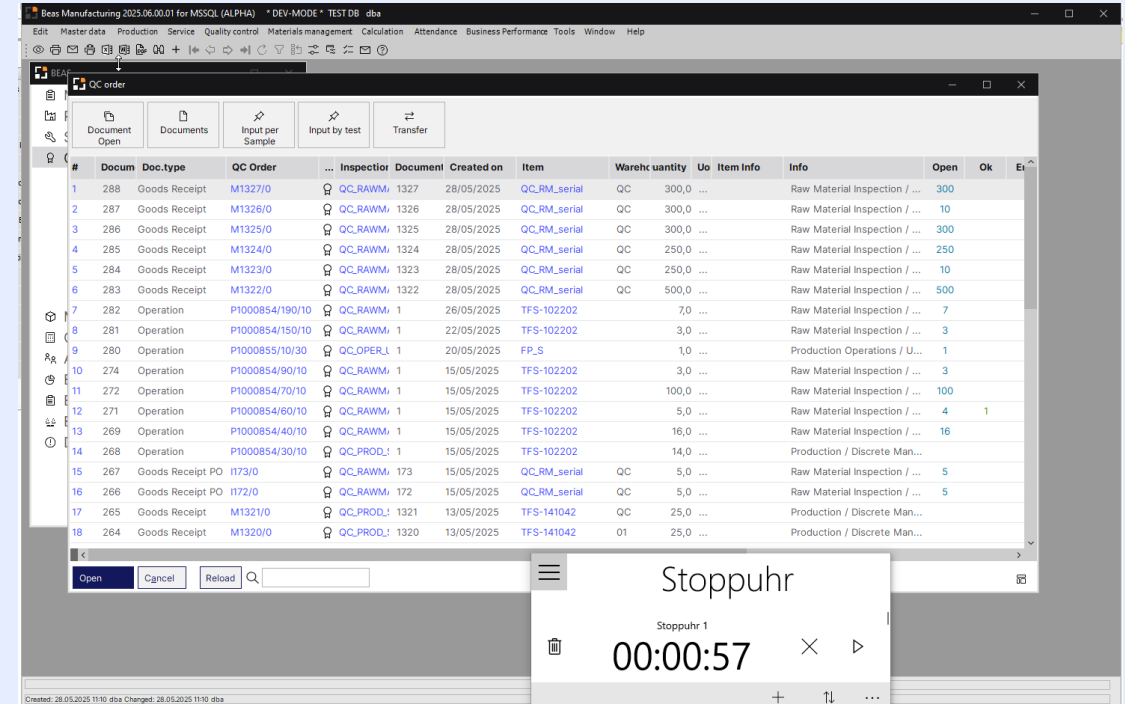 Beas Manufacturing 2025.06.00.01 for MSSQL (ALPHA) * DEV-MODE * TEST DB dba
Edit Master data Production Service Quality control Materials management Calculation Attendance Business Performance Tools Window Help
BEAS
QC order
Document Open
Documents
Input per Sample
Input by test
Transfer
# Docum Doc.type QC Order ... Inspection Document Created on Item Wareho uantity Uo Item Info Info Open Ok Er
1 288 Goods Receipt M1327/0 QC_RAWM 1327 28/05/2025 QC_RM_serial QC 300,0 ... Raw Material Inspection / ... 300
2 287 Goods Receipt M1326/0 QC_RAWM 1326 28/05/2025 QC_RM_serial QC 300,0 ... Raw Material Inspection / ... 10
3 286 Goods Receipt M1325/0 QC_RAWM 1325 28/05/2025 QC_RM_serial QC 300,0 ... Raw Material Inspection / ... 300
4 285 Goods Receipt M1324/0 QC_RAWM 1324 28/05/2025 QC_RM_serial QC 250,0 ... Raw Material Inspection / ... 250
5 284 Goods Receipt M1323/0 QC_RAWM 1323 28/05/2025 QC_RM_serial QC 250,0 ... Raw Material Inspection / ... 10
6 283 Goods Receipt M1322/0 QC_RAWM 1322 28/05/2025 QC_RM_serial QC 500,0 ... Raw Material Inspection / ... 500
7 282 Operation P1000854/190/10 QC_RAWM 1 26/05/2025 TFS-102202 7,0 ... Raw Material Inspection / ... 7
8 281 Operation P1000854/150/10 QC_RAWM 1 22/05/2025 TFS-102202 3,0 ... Raw Material Inspection / ... 3
9 280 Operation P1000855/10/30 QC_OPER_U 1 20/05/2025 FP_S 1,0 ... Production Operations / U... 1
10 274 Operation P1000854/90/10 QC_RAWM 1 15/05/2025 TFS-102202 3,0 ... Raw Material Inspection / ... 3
11 272 Operation P1000854/70/10 QC_RAWM 1 15/05/2025 TFS-102202 100,0 ... Raw Material Inspection / ... 100
12 271 Operation P1000854/60/10 QC_RAWM 1 15/05/2025 TFS-102202 5,0 ... Raw Material Inspection / ... 4 1
13 269 Operation P1000854/40/10 QC_RAWM 1 15/05/2025 TFS-102202 16,0 ... Raw Material Inspection / ... 16
14 268 Operation P1000854/30/10 QC_PROD_S 1 15/05/2025 TFS-102202 14,0 ... Production / Discrete Man...
15 267 Goods Receipt PO I173/0 QC_RAWM 173 15/05/2025 QC_RM_serial QC 5,0 ... Raw Material Inspection / ... 5
16 266 Goods Receipt PO I172/0 QC_RAWM 172 15/05/2025 QC_RM_serial QC 5,0 ... Raw Material Inspection / ... 5
17 265 Goods Receipt M1321/0 QC_PROD_S 1321 13/05/2025 TFS-141042 QC 25,0 ... Production / Discrete Man...
18 264 Goods Receipt M1320/0 QC_PROD_S 1320 13/05/2025 TFS-141042 01 25,0 ... Production / Discrete Man...
Open Cancel Reload
Stoppuhr
Stoppuhr 1
00:00:57
Created: 28.05.2025 11:10 dba Changed: 28.05.2025 11:10 dba